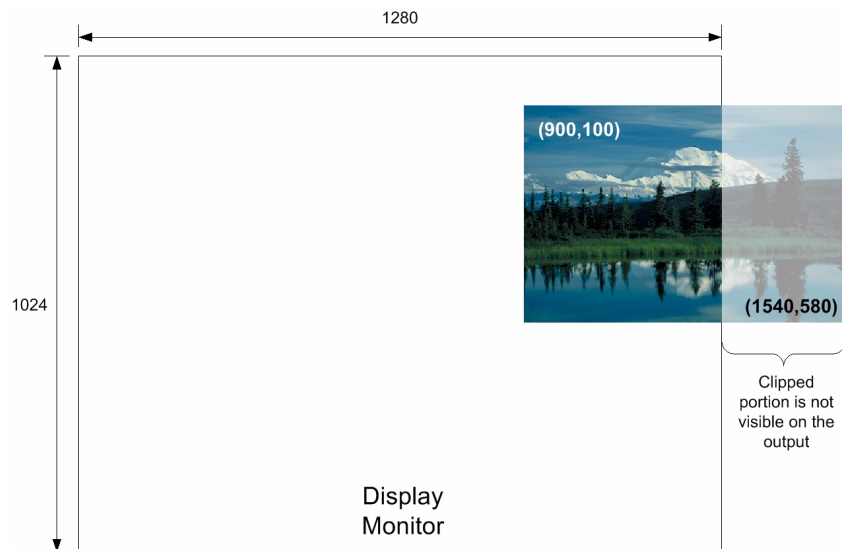 1280
(900,100)
1024
(1540,580)
Clipped
portion is not
visible on the
output
Display
Monitor